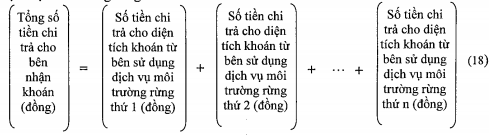 Tổng số
tiền chi
trả cho
bên
nhận
khoán
(đồng)
=
Số tiền chi
trả cho diện
tích khoán từ
bên sử dụng
dịch vụ môi
trường rừng
thứ 1 (đồng)
+
Số tiền chi
trả cho diện
tích khoán từ
bên sử dụng
dịch vụ môi
trường rừng
thứ 2 (đồng)
+ ... +
Số tiền chi
trả cho diện
tích khoán từ
bên sử dụng
dịch vụ môi
trường rừng
thứ n (đồng)
(18)